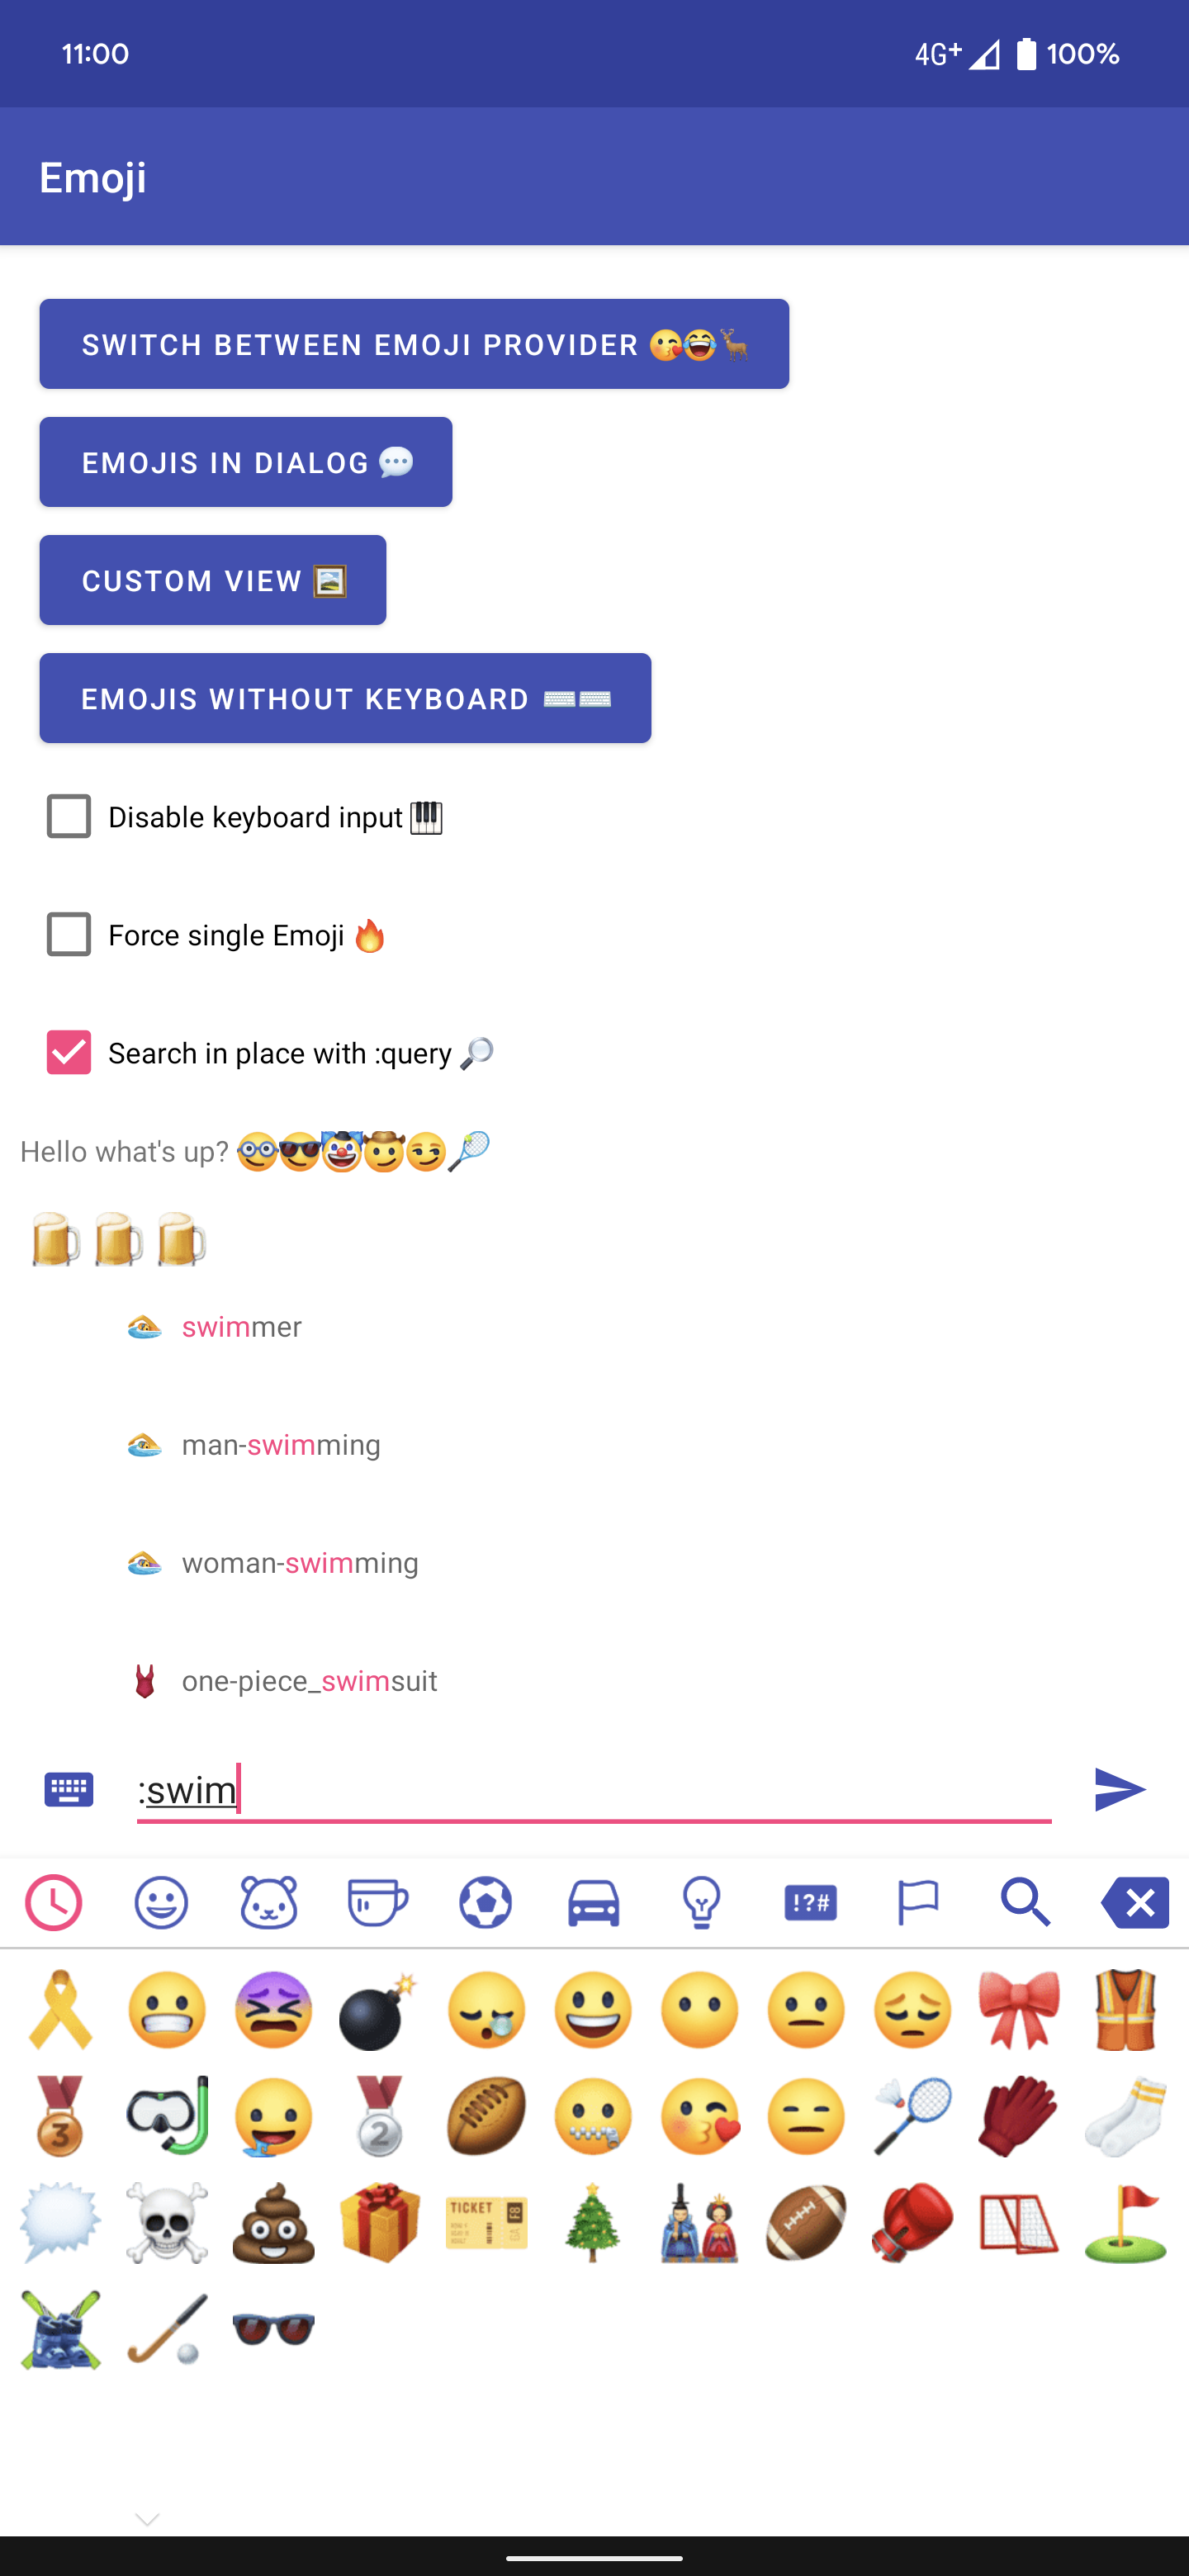 11:00 4G+ 100%
Emoji
SWITCH BETWEEN EMOJI PROVIDER 😘😂🦌
EMOJIS IN DIALOG 💬
CUSTOM VIEW 🖼️
EMOJIS WITHOUT KEYBOARD ⌨️⌨️
Disable keyboard input 🎹
Force single Emoji 🔥
Search in place with :query 🔎
Hello what's up? 🤓😎🤡🤠😏🎾
🍺🍺🍺
🏊 swimmer
🏊‍♂️ man-swimming
🏊‍♀️ woman-swimming
🩱 one-piece_swimsuit
:swim
!?#
3 2
TICKET